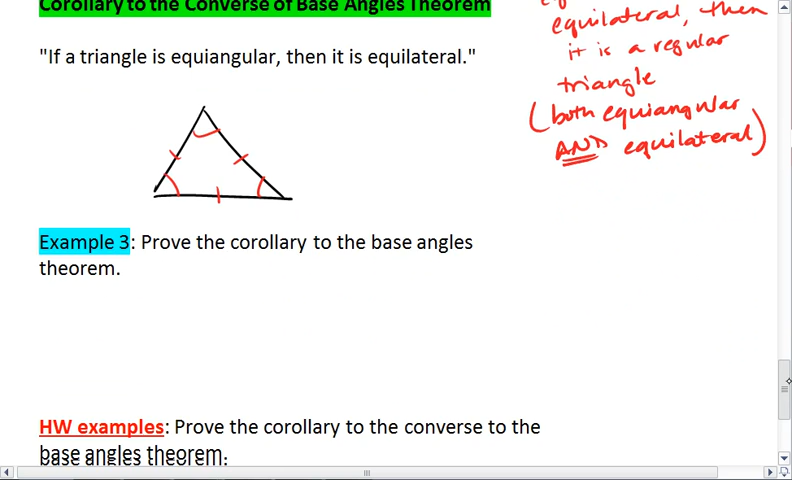 Corollary to the Converse of Base Angles Theorem
equilateral, then
"If a triangle is equiangular, then it is equilateral."
it is a regular
triangle
(both equiangular
AND equilateral)
Example 3: Prove the corollary to the base angles
theorem.
HW examples: Prove the corollary to the converse to the
base angles theorem: